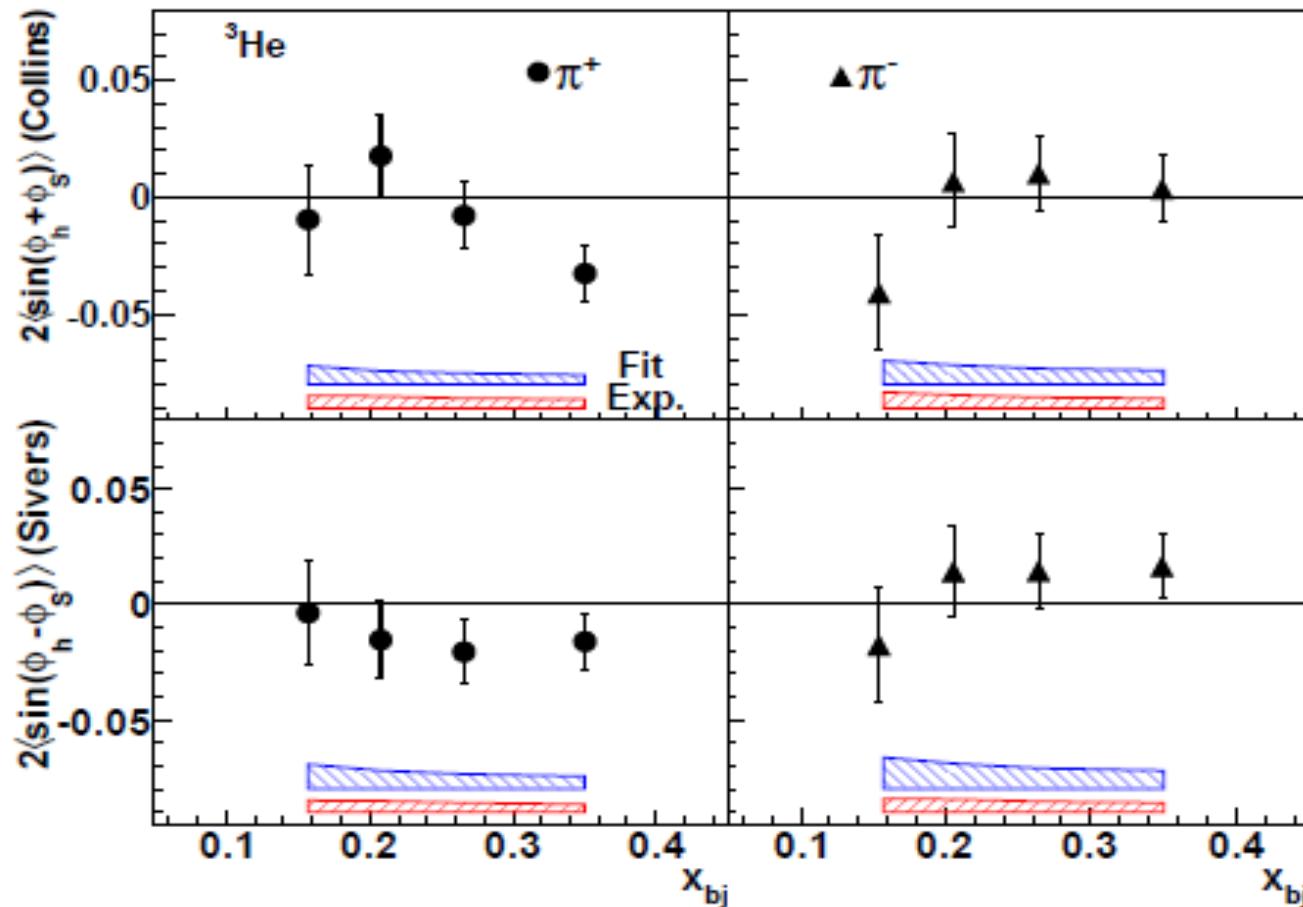 2⟨sin(ϕh+ϕS)⟩ (Collins)
³He
π⁺
π⁻
0.05
0
-0.05
Fit
Exp.
2⟨sin(ϕh-ϕS)⟩ (Sivers)
0.05
0
-0.05
0.1 0.2 0.3 0.4 0.1 0.2 0.3 0.4
xbj xbj